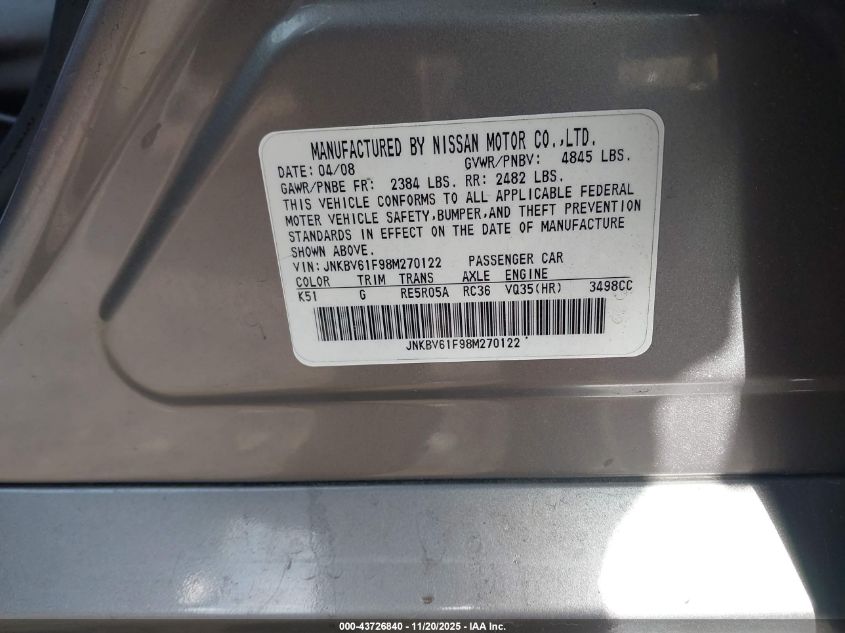 MANUFACTURED BY NISSAN MOTOR CO.,LTD.
DATE: 04/08 GVWR/PNBV: 4845 LBS.
GAWR/PNBE FR: 2384 LBS. RR: 2482 LBS.
THIS VEHICLE CONFORMS TO ALL APPLICABLE FEDERAL
MOTER VEHICLE SAFETY,BUMPER,AND THEFT PREVENTION
STANDARDS IN EFFECT ON THE DATE OF MANUFACTURE
SHOWN ABOVE.
VIN: JNKBV61F98M270122 PASSENGER CAR
COLOR TRIM TRANS AXLE ENGINE
K51 G RE5R05A RC36 VQ35(HR) 3498CC
JNKBV61F98M270122
000-43726840 - 11/20/2025 - IAA Inc.